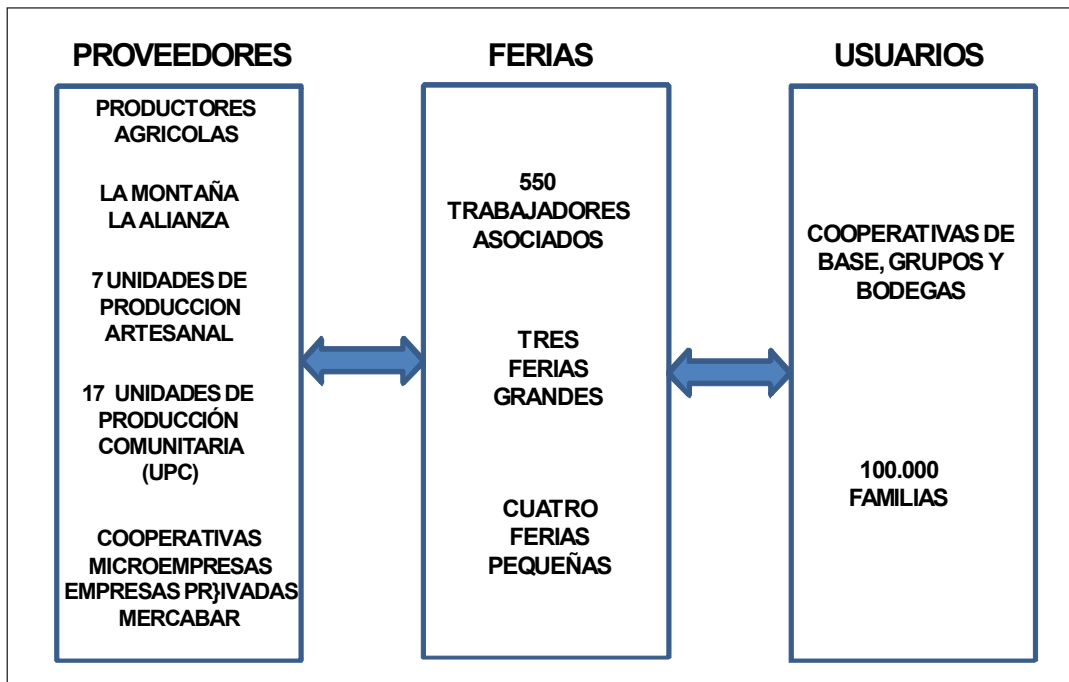 PROVEEDORES
PRODUCTORES
AGRICOLAS
LA MONTAÑA
LA ALIANZA
7 UNIDADES DE
PRODUCCION
ARTESANAL
17 UNIDADES DE
PRODUCCIÓN
COMUNITARIA
(UPC)
COOPERATIVAS
MICROEMPRESAS
EMPRESAS PR}IVADAS
MERCABAR
FERIAS
550
TRABAJADORES
ASOCIADOS
TRES
FERIAS
GRANDES
CUATRO
FERIAS
PEQUEÑAS
USUARIOS
COOPERATIVAS DE
BASE, GRUPOS Y
BODEGAS
100.000
FAMILIAS